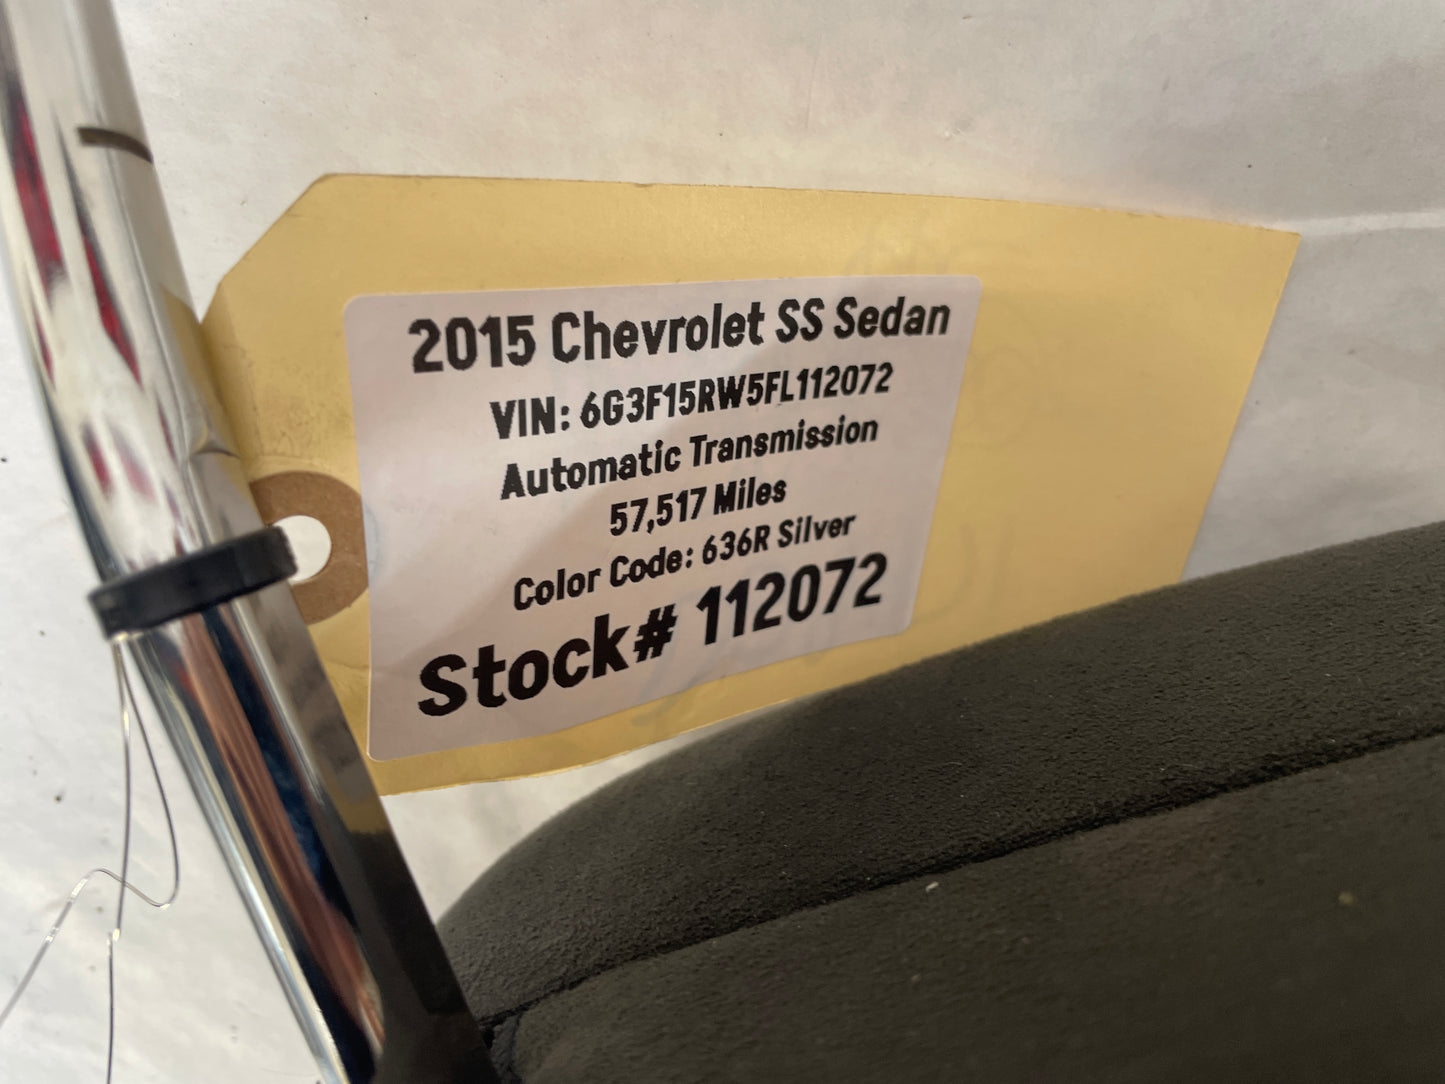 2015 Chevrolet SS Sedan
VIN: 6G3F15RW5FL112072
Automatic Transmission
57,517 Miles
Color Code: 636R Silver
Stock# 112072